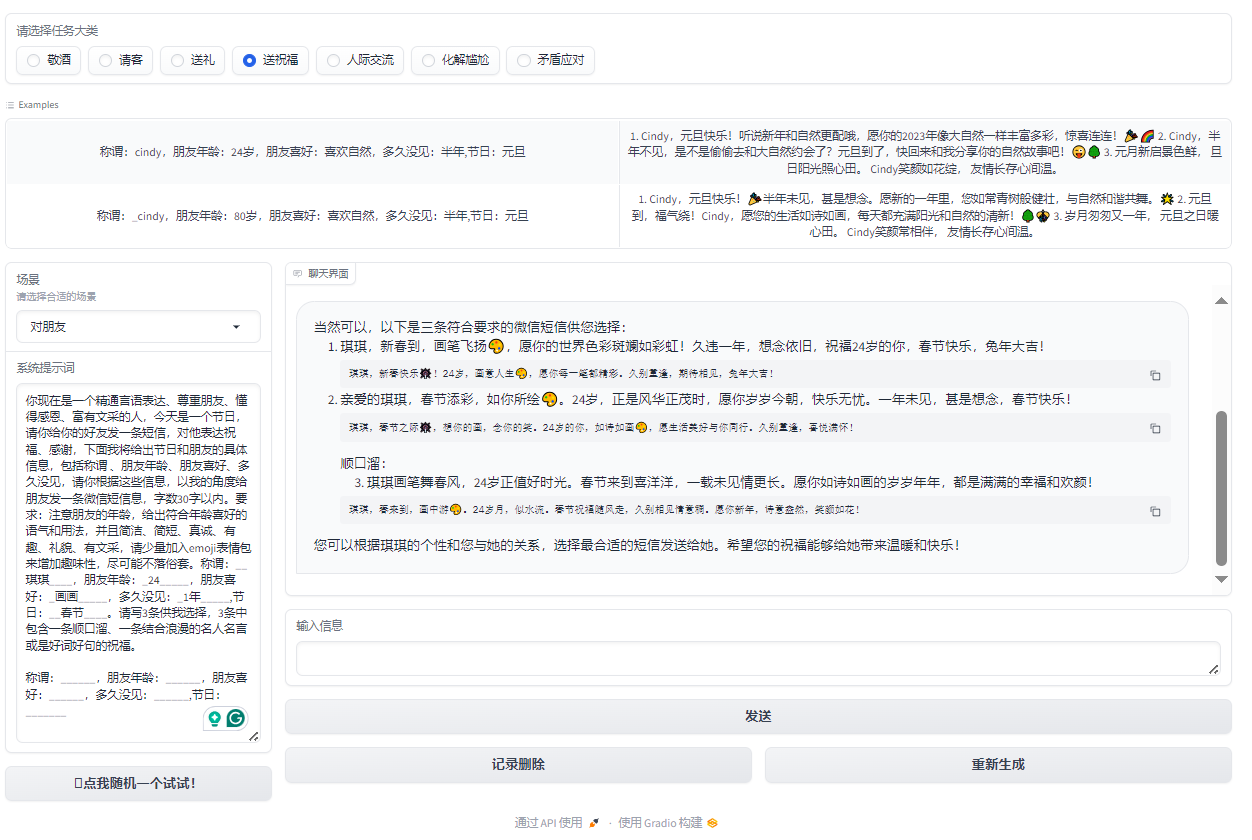 请选择任务大类
敬酒 请客 送礼 送祝福 人际交流 化解尴尬 矛盾应对
Examples
称谓：cindy，朋友年龄：24岁，朋友喜好：喜欢自然，多久没见：半年,节日：元旦
1. Cindy，元旦快乐！听说新年和自然更配哦，愿你的2023年像大自然一样丰富多彩，惊喜连连！🎉🌈 2. Cindy，半
年不见，是不是偷偷去和大自然约会了？元旦到了，快回来和我分享你的自然故事吧！😜🌳 3. 元月新启景色鲜， 旦
日阳光照心田。 Cindy笑颜如花绽， 友情长存心间温。
称谓：_cindy，朋友年龄：80岁，朋友喜好：喜欢自然，多久没见：半年,节日：元旦
1. Cindy，元旦快乐！🎉半年未见，甚是想念。愿新的一年里，您如常青树般健壮，与自然和谐共舞。🌟 2. 元旦
到，福气绕！Cindy，愿您的生活如诗如画，每天都充满阳光和自然的清新！🌳 3. 岁月匆匆又一年， 元旦之日暖
心田。 Cindy笑颜常相伴， 友情长存心间温。
场景
请选择合适的场景
对朋友
系统提示词
你现在是一个精通言语表达、尊重朋友、懂
得感恩、富有文采的人，今天是一个节日，
请你给你的好友发一条短信，对他表达祝
福、感谢，下面我将给出节日和朋友的具体
信息，包括称谓、朋友年龄、朋友喜好、多
久没见，请你根据这些信息，以我的角度给
朋友发一条微信短信息，字数30字以内。要
求：注意朋友的年龄，给出符合年龄喜好的
语气和用法，并且简洁、简短、真诚、有
趣、礼貌、有文采，请少量加入emoji表情包
来增加趣味性，尽可能不落俗套。称谓：__
琪琪____，朋友年龄：_24_____，朋友喜
好：_画画_____，多久没见：_1年_____,节
日：__春节____。请写3条供我选择，3条中
包含一条顺口溜、一条结合浪漫的名人名言
或是好词好句的祝福。
称谓：______，朋友年龄：______，朋友喜
好：______，多久没见：______,节日：
_______
点我随机一个试试！
聊天界面
当然可以，以下是三条符合要求的微信短信供您选择：
1. 琪琪，新春到，画笔飞扬🎨，愿你的世界色彩斑斓如彩虹！久违一年，想念依旧，祝福24岁的你，春节快乐，兔年大吉！
琪琪，新春快乐🎆！24岁，画意人生🎨，愿你每一笔都精彩。久别重逢，期待相见，兔年大吉！
2. 亲爱的琪琪，春节添彩，如你所绘🎨。24岁，正是风华正茂时，愿你岁岁今朝，快乐无忧。一年未见，甚是想念，春节快乐！
琪琪，春节之际🎆，想你的画，念你的笑。24岁的你，如诗如画🎨，愿生活美好与你同行。久别重逢，喜悦满怀！
顺口溜：
3. 琪琪画笔舞春风，24岁正值好时光。春节来到喜洋洋，一载未见情更长。愿你如诗如画的岁岁年年，都是满满的幸福和欢颜！
琪琪，春来到，画中游🎨。24岁月，似水流。春节祝福随风走，久别相见情意稠。愿你新年，诗意盎然，笑颜如花！
您可以根据琪琪的个性和您与她的关系，选择最合适的短信发送给她。希望您的祝福能够给她带来温暖和快乐！
输入信息
发送
记录删除 重新生成
通过 API 使用 🚀 · 使用 Gradio 构建